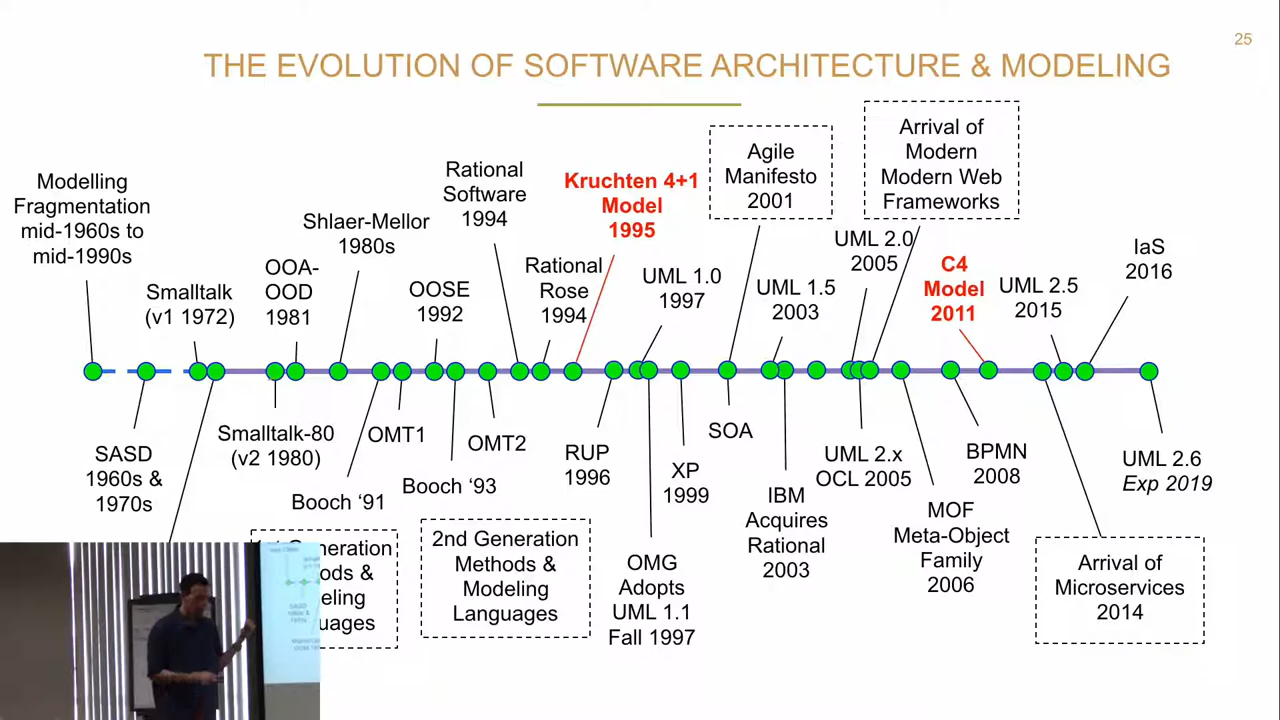 25
THE EVOLUTION OF SOFTWARE ARCHITECTURE & MODELING
Modelling
Fragmentation
mid-1960s to
mid-1990s
Smalltalk
(v1 1972)
OOA-
OOD
1981
Shlaer-Mellor
1980s
OOSE
1992
Rational
Software
1994
Rational
Rose
1994
Kruchten 4+1
Model
1995
UML 1.0
1997
Agile
Manifesto
2001
UML 1.5
2003
UML 2.0
2005
Arrival of
Modern
Modern Web
Frameworks
C4
Model
2011
UML 2.5
2015
IaS
2016
SASD
1960s &
1970s
Smalltalk-80
(v2 1980)
Booch ‘91
OMT1
Booch ‘93
OMT2
RUP
1996
OMG
Adopts
UML 1.1
Fall 1997
XP
1999
SOA
IBM
Acquires
Rational
2003
UML 2.x
OCL 2005
MOF
Meta-Object
Family
2006
BPMN
2008
Arrival of
Microservices
2014
UML 2.6
Exp 2019
Generation
&
2nd Generation
Methods &
Modeling
Languages
SASD